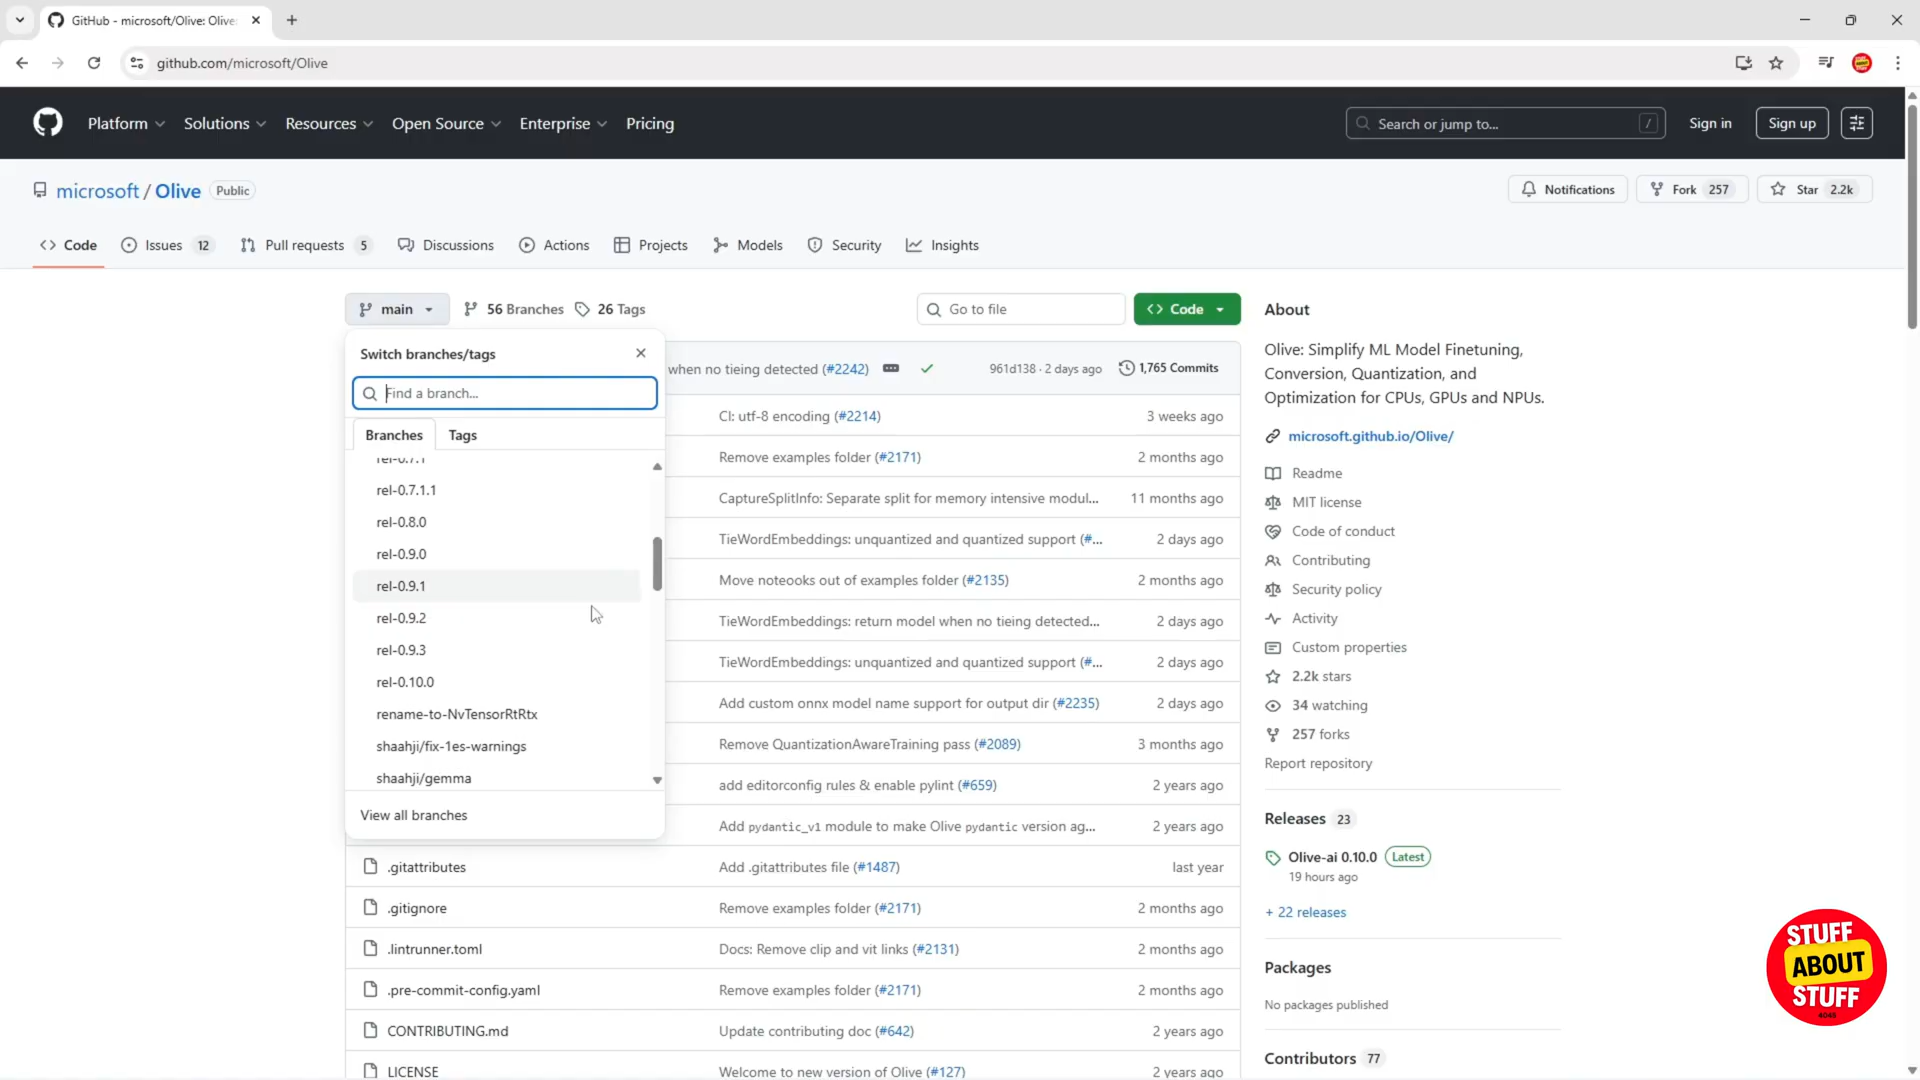 GitHub - microsoft/Olive: Olive
github.com/microsoft/Olive
Platform Solutions Resources Open Source Enterprise Pricing
Search or jump to... /
Sign in
Sign up
microsoft / Olive Public
Notifications
Fork 257
Star 2.2k
Code Issues 12 Pull requests 5 Discussions Actions Projects Models Security Insights
main 56 Branches 26 Tags
Go to file
Code
Switch branches/tags
Find a branch...
Branches Tags
rel-0.7.1
rel-0.7.1.1
rel-0.8.0
rel-0.9.0
rel-0.9.1
rel-0.9.2
rel-0.9.3
rel-0.10.0
rename-to-NvTensorRtRtx
shaahji/fix-1es-warnings
shaahji/gemma
View all branches
when no tieing detected (#2242) 961d138 · 2 days ago 1,765 Commits
CI: utf-8 encoding (#2214) 3 weeks ago
Remove examples folder (#2171) 2 months ago
CaptureSplitInfo: Separate split for memory intensive modul... 11 months ago
TieWordEmbeddings: unquantized and quantized support (#... 2 days ago
Move noteooks out of examples folder (#2135) 2 months ago
TieWordEmbeddings: return model when no tieing detected... 2 days ago
TieWordEmbeddings: unquantized and quantized support (#... 2 days ago
Add custom onnx model name support for output dir (#2235) 2 days ago
Remove QuantizationAwareTraining pass (#2089) 3 months ago
add editorconfig rules & enable pylint (#659) 2 years ago
Add pydantic_v1 module to make Olive pydantic version ag... 2 years ago
.gitattributes Add .gitattributes file (#1487) last year
.gitignore Remove examples folder (#2171) 2 months ago
.lintrunner.toml Docs: Remove clip and vit links (#2131) 2 months ago
.pre-commit-config.yaml Remove examples folder (#2171) 2 months ago
CONTRIBUTING.md Update contributing doc (#642) 2 years ago
LICENSE Welcome to new version of Olive (#127) 2 years ago
About
Olive: Simplify ML Model Finetuning,
Conversion, Quantization, and
Optimization for CPUs, GPUs and NPUs.
microsoft.github.io/Olive/
Readme
MIT license
Code of conduct
Contributing
Security policy
Activity
Custom properties
2.2k stars
34 watching
257 forks
Report repository
Releases 23
Olive-ai 0.10.0 Latest
19 hours ago
+ 22 releases
Packages
No packages published
Contributors 77
STUFF
ABOUT
STUFF